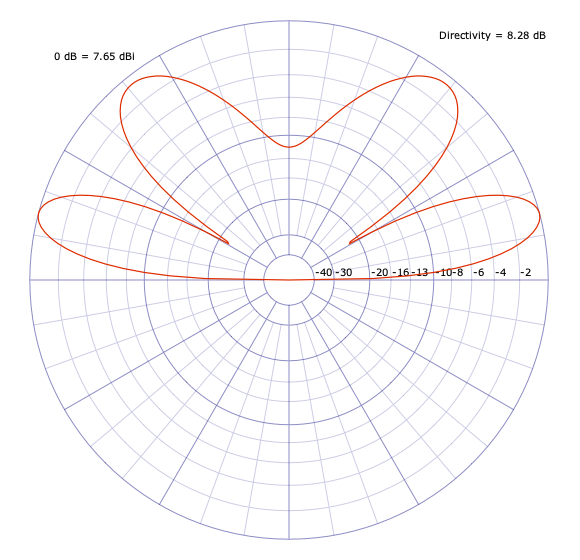 Directivity = 8.28 dB
0 dB = 7.65 dBi
-40 -30 -20 -16 -13 -10 -8 -6 -4 -2